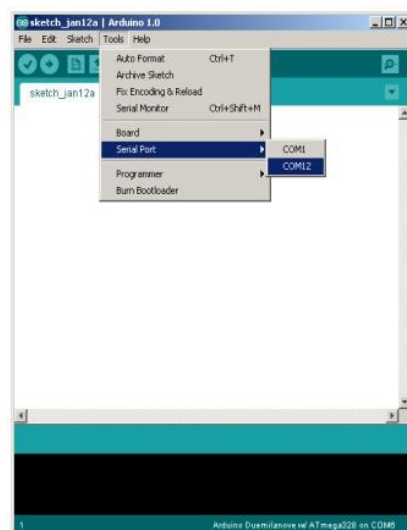 sketch_jan12a | Arduino 1.0
File Edit Sketch Tools Help
sketch_jan12a
Auto Format Ctrl+T
Archive Sketch
Fix Encoding & Reload
Serial Monitor Ctrl+Shift+M
Board
Serial Port
Programmer
Burn Bootloader
COM1
COM12
1 Arduino Duemilanove w/ ATmega328 on COM6